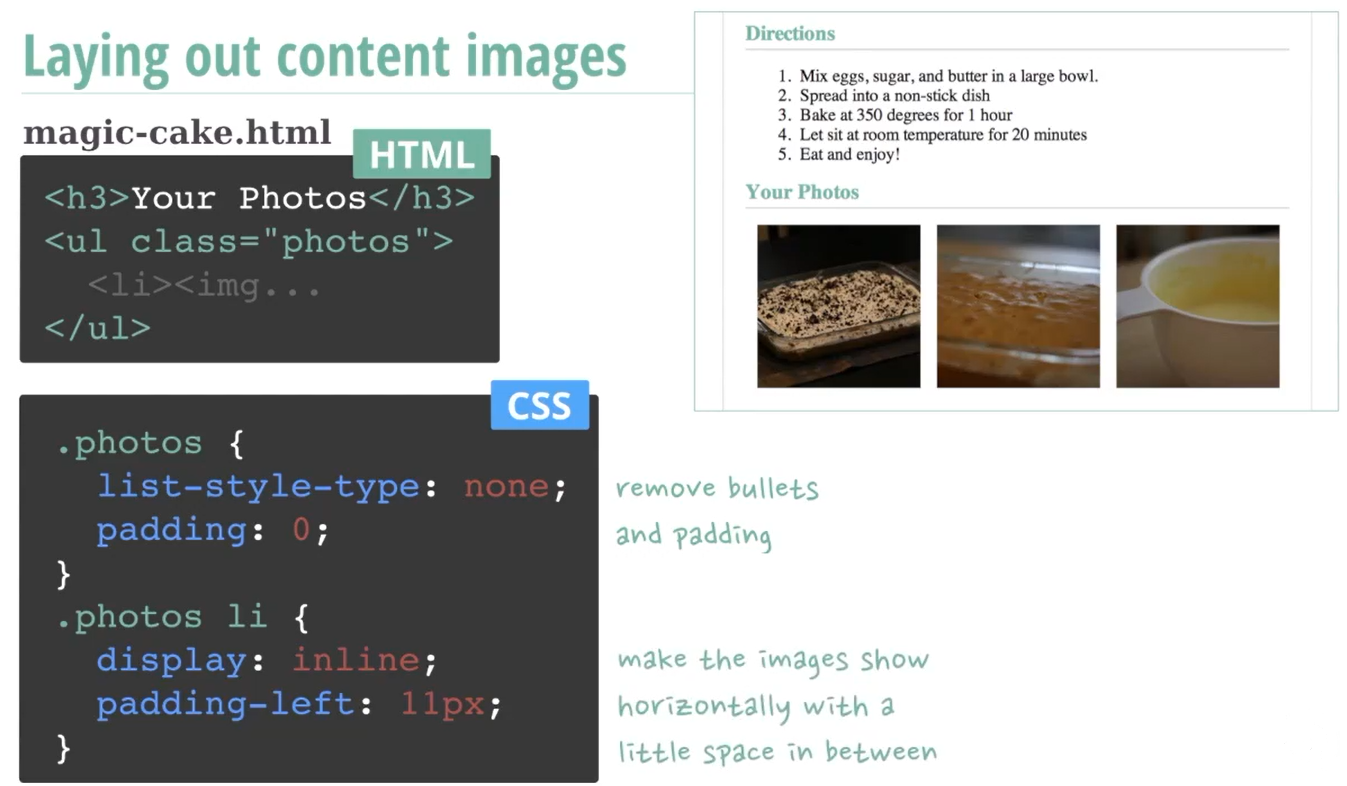 Laying out content images
magic-cake.html
HTML
<h3>Your Photos</h3>
<ul class="photos">
  <li><img...
</ul>
CSS
.photos {
  list-style-type: none;
  padding: 0;
}
.photos li {
  display: inline;
  padding-left: 11px;
}
remove bullets
and padding
make the images show
horizontally with a
little space in between
Directions
1. Mix eggs, sugar, and butter in a large bowl.
2. Spread into a non-stick dish
3. Bake at 350 degrees for 1 hour
4. Let sit at room temperature for 20 minutes
5. Eat and enjoy!
Your Photos